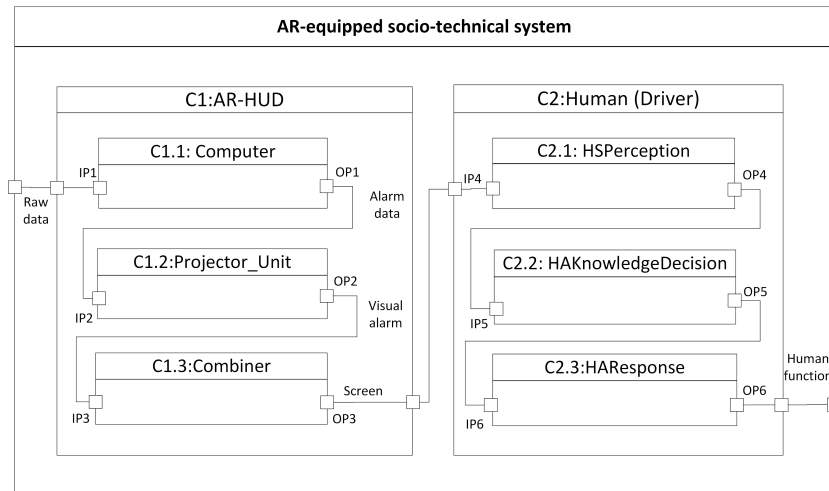 AR-equipped socio-technical system
C1:AR-HUD
C1.1: Computer
IP1
OP1
Raw
data
Alarm
data
C1.2:Projector_Unit
OP2
IP2
Visual
alarm
C1.3:Combiner
Screen
IP3
OP3
C2:Human (Driver)
C2.1: HSPerception
IP4
OP4
C2.2: HAKnowledgeDecision
OP5
IP5
C2.3:HAResponse
Human
function
OP6
IP6